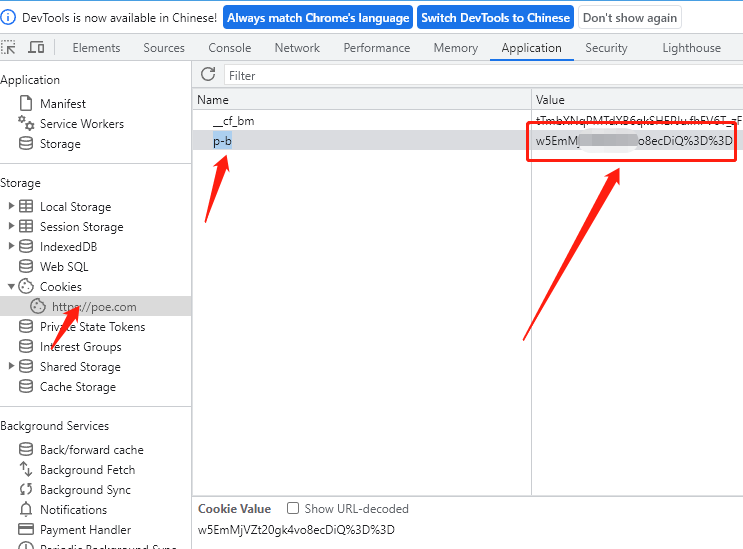 DevTools is now available in Chinese! Always match Chrome's language Switch DevTools to Chinese Don't show again
Elements Sources Console Network Performance Memory Application Security Lighthouse
Application
Manifest
Service Workers
Storage
Storage
Local Storage
Session Storage
IndexedDB
Web SQL
Cookies
https://poe.com
Private State Tokens
Interest Groups
Shared Storage
Cache Storage
Background Services
Back/forward cache
Background Fetch
Background Sync
Notifications
Payment Handler
Periodic Background Sync
Filter
Name Value
__cf_bm
p-b w5EmMj o8ecDiQ%3D%3D
Cookie Value Show URL-decoded
w5EmMjVZt20gk4vo8ecDiQ%3D%3D